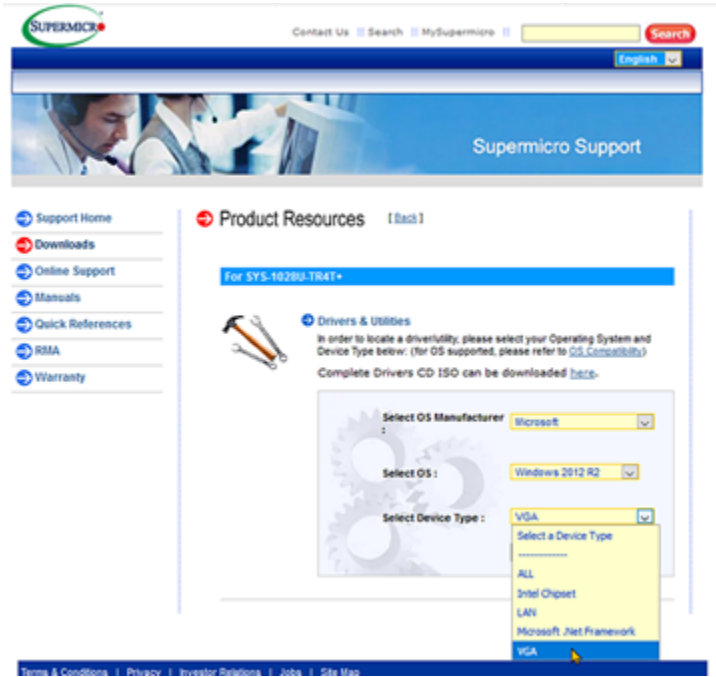 SUPERMICRO
Contact Us || Search || MySupermicro ||
Search
English
Supermicro Support
Support Home
Downloads
Online Support
Manuals
Quick References
RMA
Warranty
Product Resources [Back]
For SYS-1028U-TR4T+
Drivers & Utilities
In order to locate a driver/utility, please select your Operating System and
Device Type below: (for OS supported, please refer to OS Compatibility)
Complete Drivers CD ISO can be downloaded here.
Select OS Manufacturer
:
Microsoft
Select OS :
Windows 2012 R2
Select Device Type :
VGA
Select a Device Type
-------------
ALL
Intel Chipset
LAN
Microsoft .Net Framework
VGA
Terms & Conditions | Privacy | Investor Relations | Jobs | Site Map